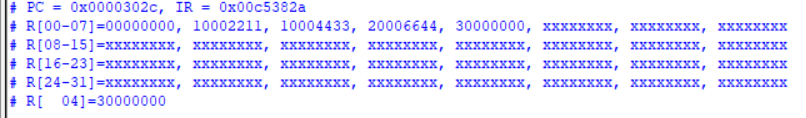 # PC = 0x0000302c, IR = 0x00c5382a
# R[00-07]=00000000, 10002211, 10004433, 20006644, 30000000, xxxxxxxx, xxxxxxxx, xxxxxxxx
# R[08-15]=xxxxxxxx, xxxxxxxx, xxxxxxxx, xxxxxxxx, xxxxxxxx, xxxxxxxx, xxxxxxxx, xxxxxxxx
# R[16-23]=xxxxxxxx, xxxxxxxx, xxxxxxxx, xxxxxxxx, xxxxxxxx, xxxxxxxx, xxxxxxxx, xxxxxxxx
# R[24-31]=xxxxxxxx, xxxxxxxx, xxxxxxxx, xxxxxxxx, xxxxxxxx, xxxxxxxx, xxxxxxxx, xxxxxxxx
# R[  04]=30000000